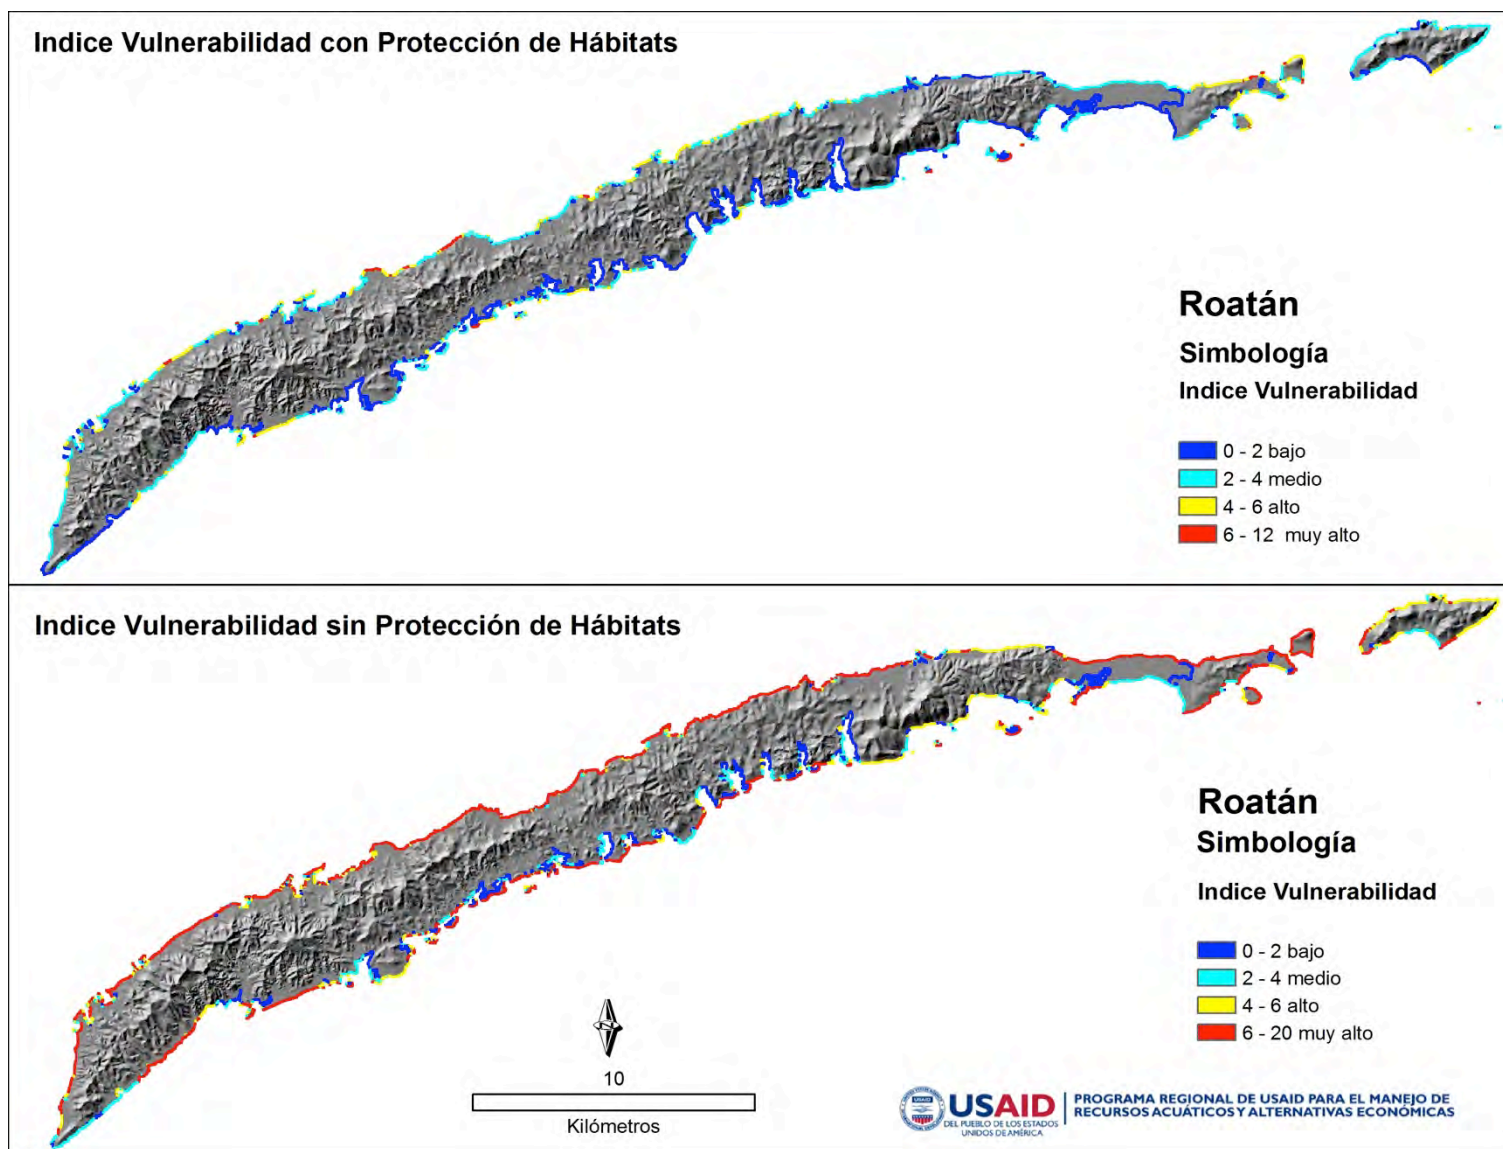 Indice Vulnerabilidad con Protección de Hábitats
Roatán
Simbología
Indice Vulnerabilidad
0 - 2 bajo
2 - 4 medio
4 - 6 alto
6 - 12 muy alto
Indice Vulnerabilidad sin Protección de Hábitats
Roatán
Simbología
Indice Vulnerabilidad
0 - 2 bajo
2 - 4 medio
4 - 6 alto
6 - 20 muy alto
10
Kilómetros
USAID
DEL PUEBLO DE LOS ESTADOS
UNIDOS DE AMÉRICA
PROGRAMA REGIONAL DE USAID PARA EL MANEJO DE
RECURSOS ACUÁTICOS Y ALTERNATIVAS ECONÓMICAS